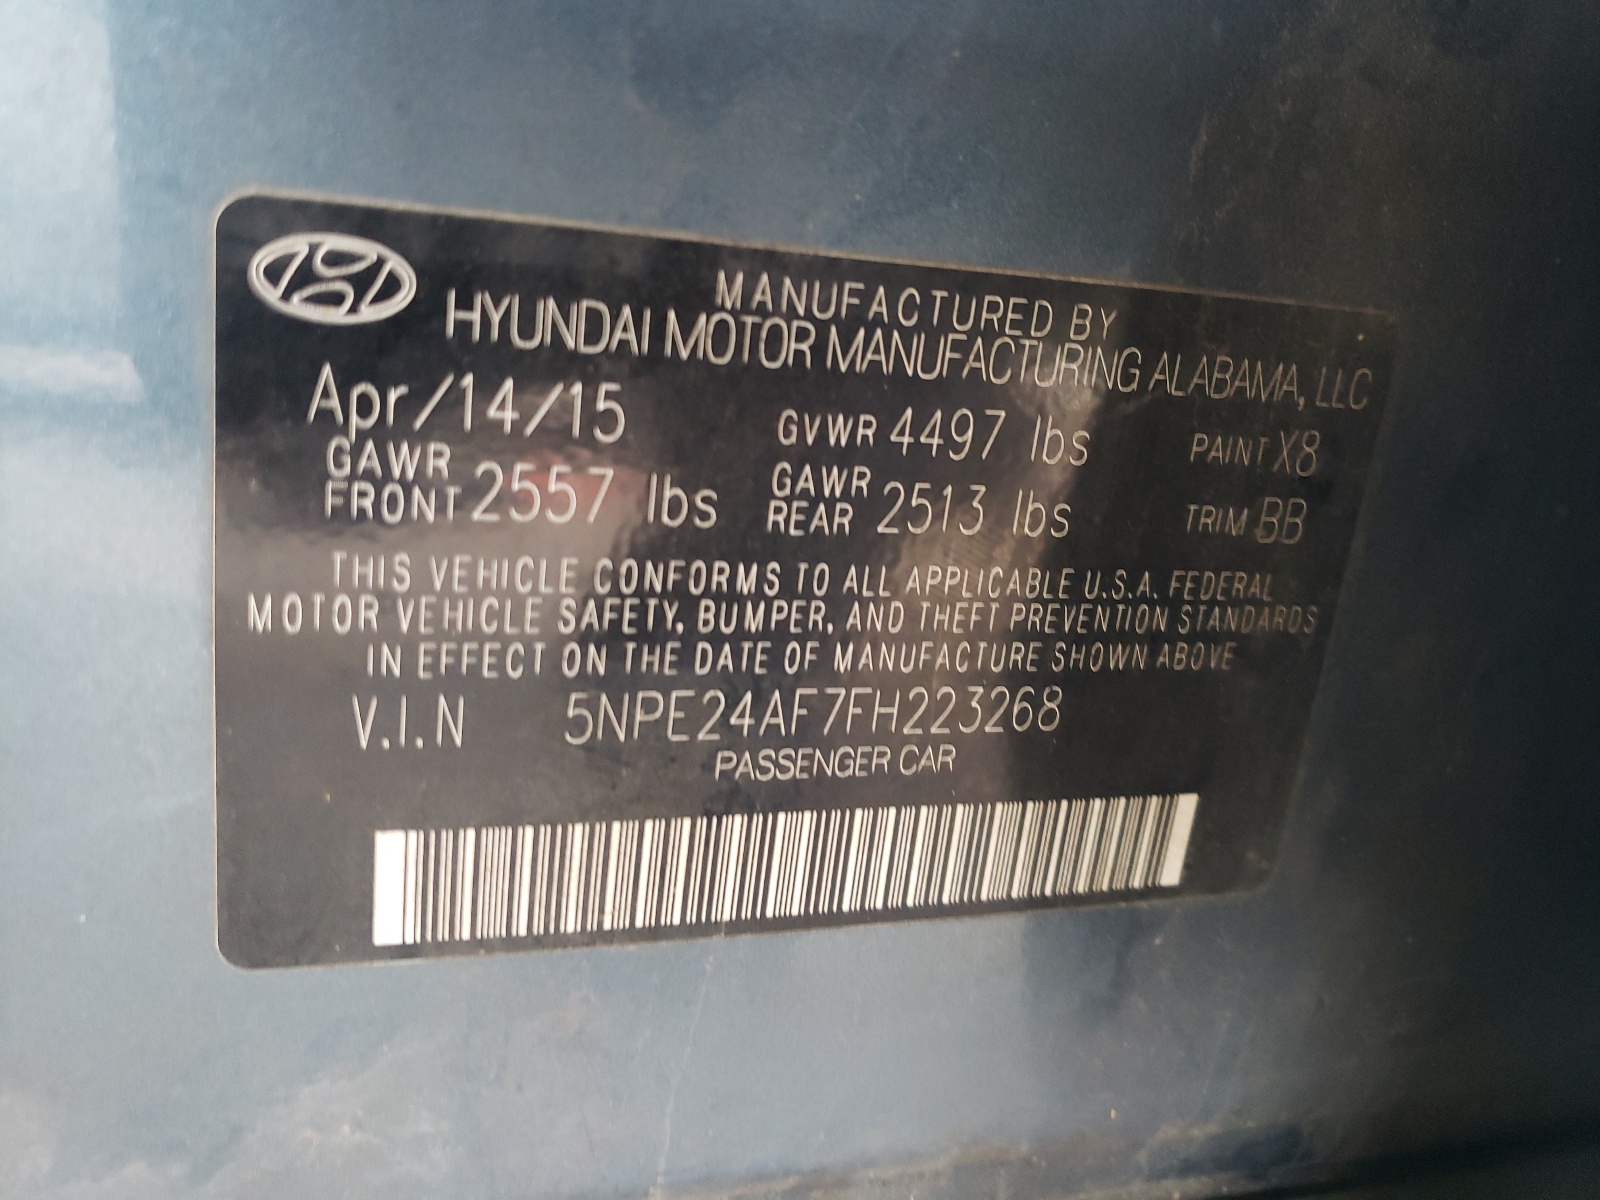 MANUFACTURED BY
HYUNDAI MOTOR MANUFACTURING ALABAMA, LLC
Apr/14/15 GVWR 4497 lbs PAINT X8
GAWR FRONT 2557 lbs GAWR REAR 2513 lbs TRIM BB
THIS VEHICLE CONFORMS TO ALL APPLICABLE U.S.A. FEDERAL
MOTOR VEHICLE SAFETY, BUMPER, AND THEFT PREVENTION STANDARDS
IN EFFECT ON THE DATE OF MANUFACTURE SHOWN ABOVE
V.I.N 5NPE24AF7FH223268
PASSENGER CAR